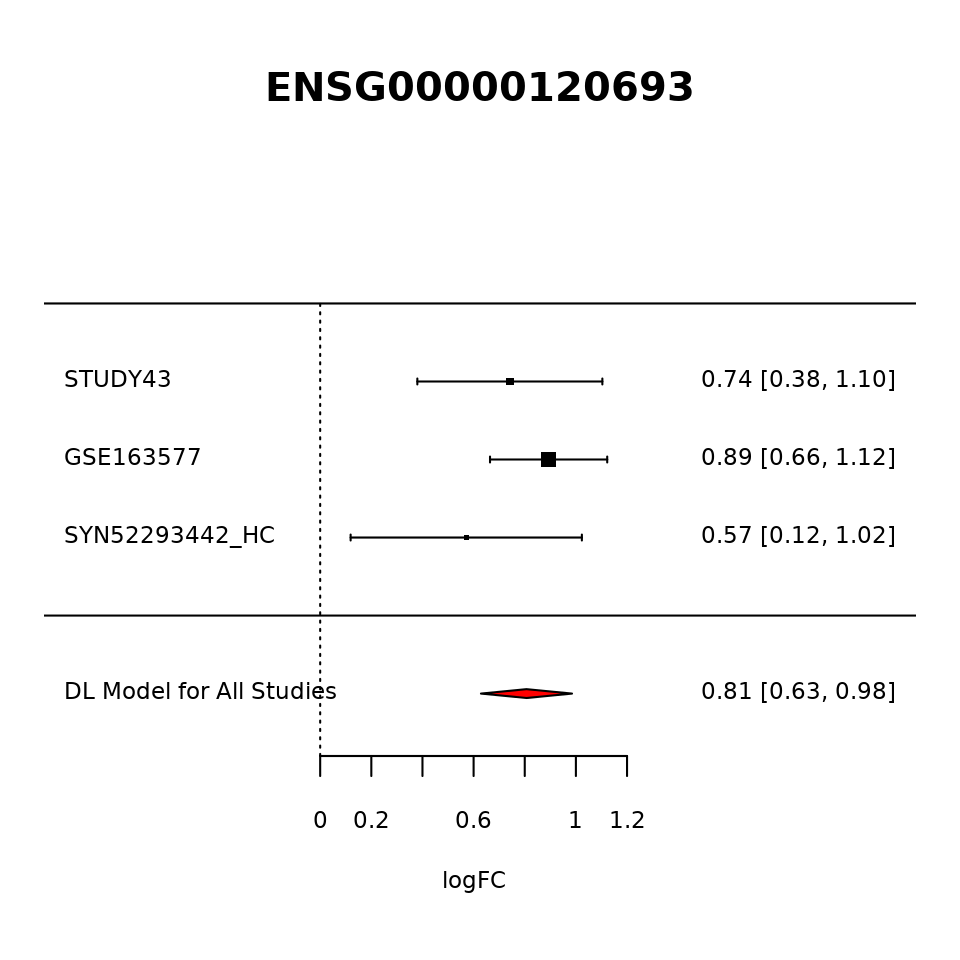 ENSG00000120693
STUDY43 0.74 [0.38, 1.10]
GSE163577 0.89 [0.66, 1.12]
SYN52293442_HC 0.57 [0.12, 1.02]
DL Model for All Studies 0.81 [0.63, 0.98]
0 0.2 0.6 1 1.2
logFC